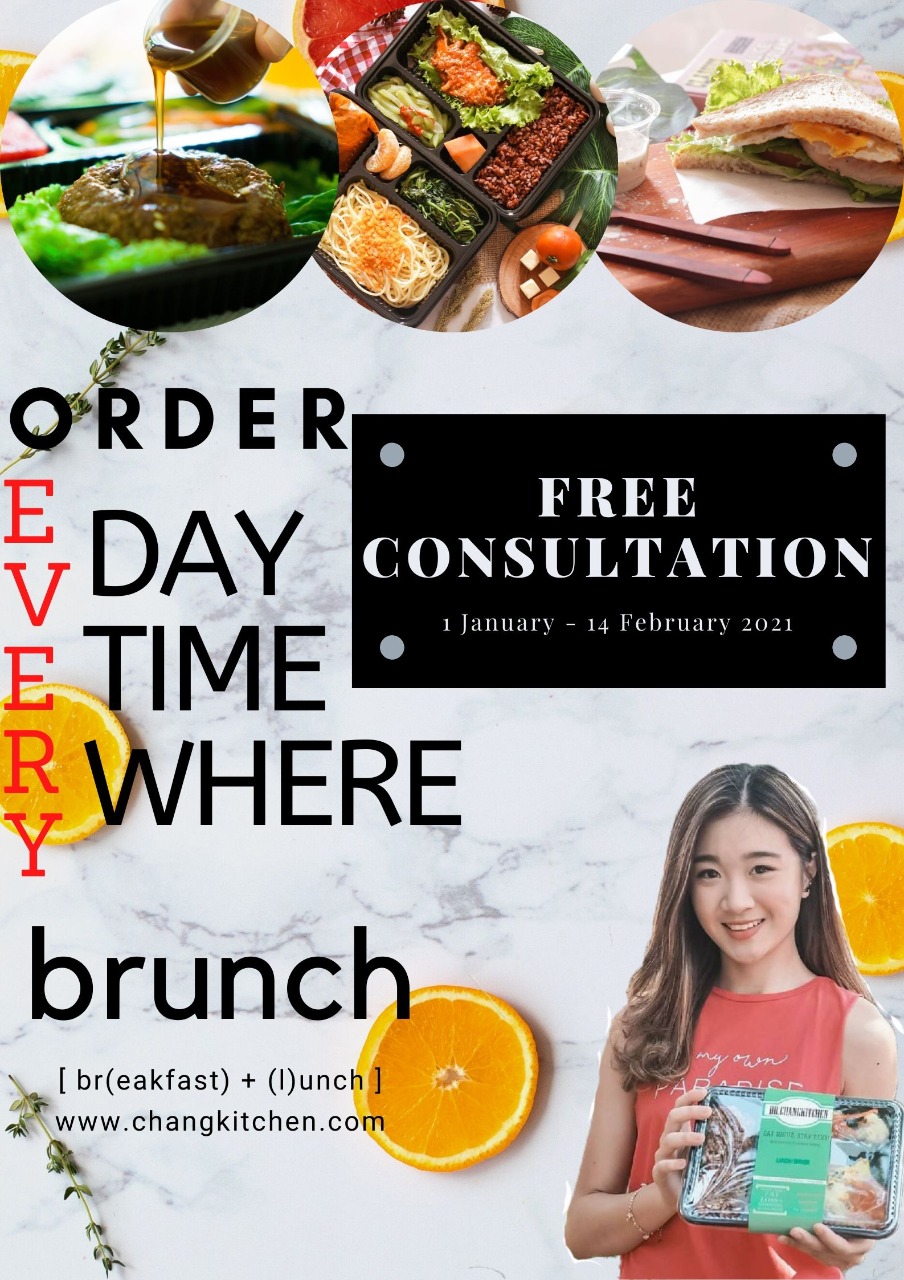 ORDER
EVERY
DAY
TIME
WHERE
FREE
CONSULTATION
1 January - 14 February 2021
brunch
[ br(eakfast) + (l)unch ]
www.changkitchen.com
my own
PARADISE
DR.CHANGKITCHEN